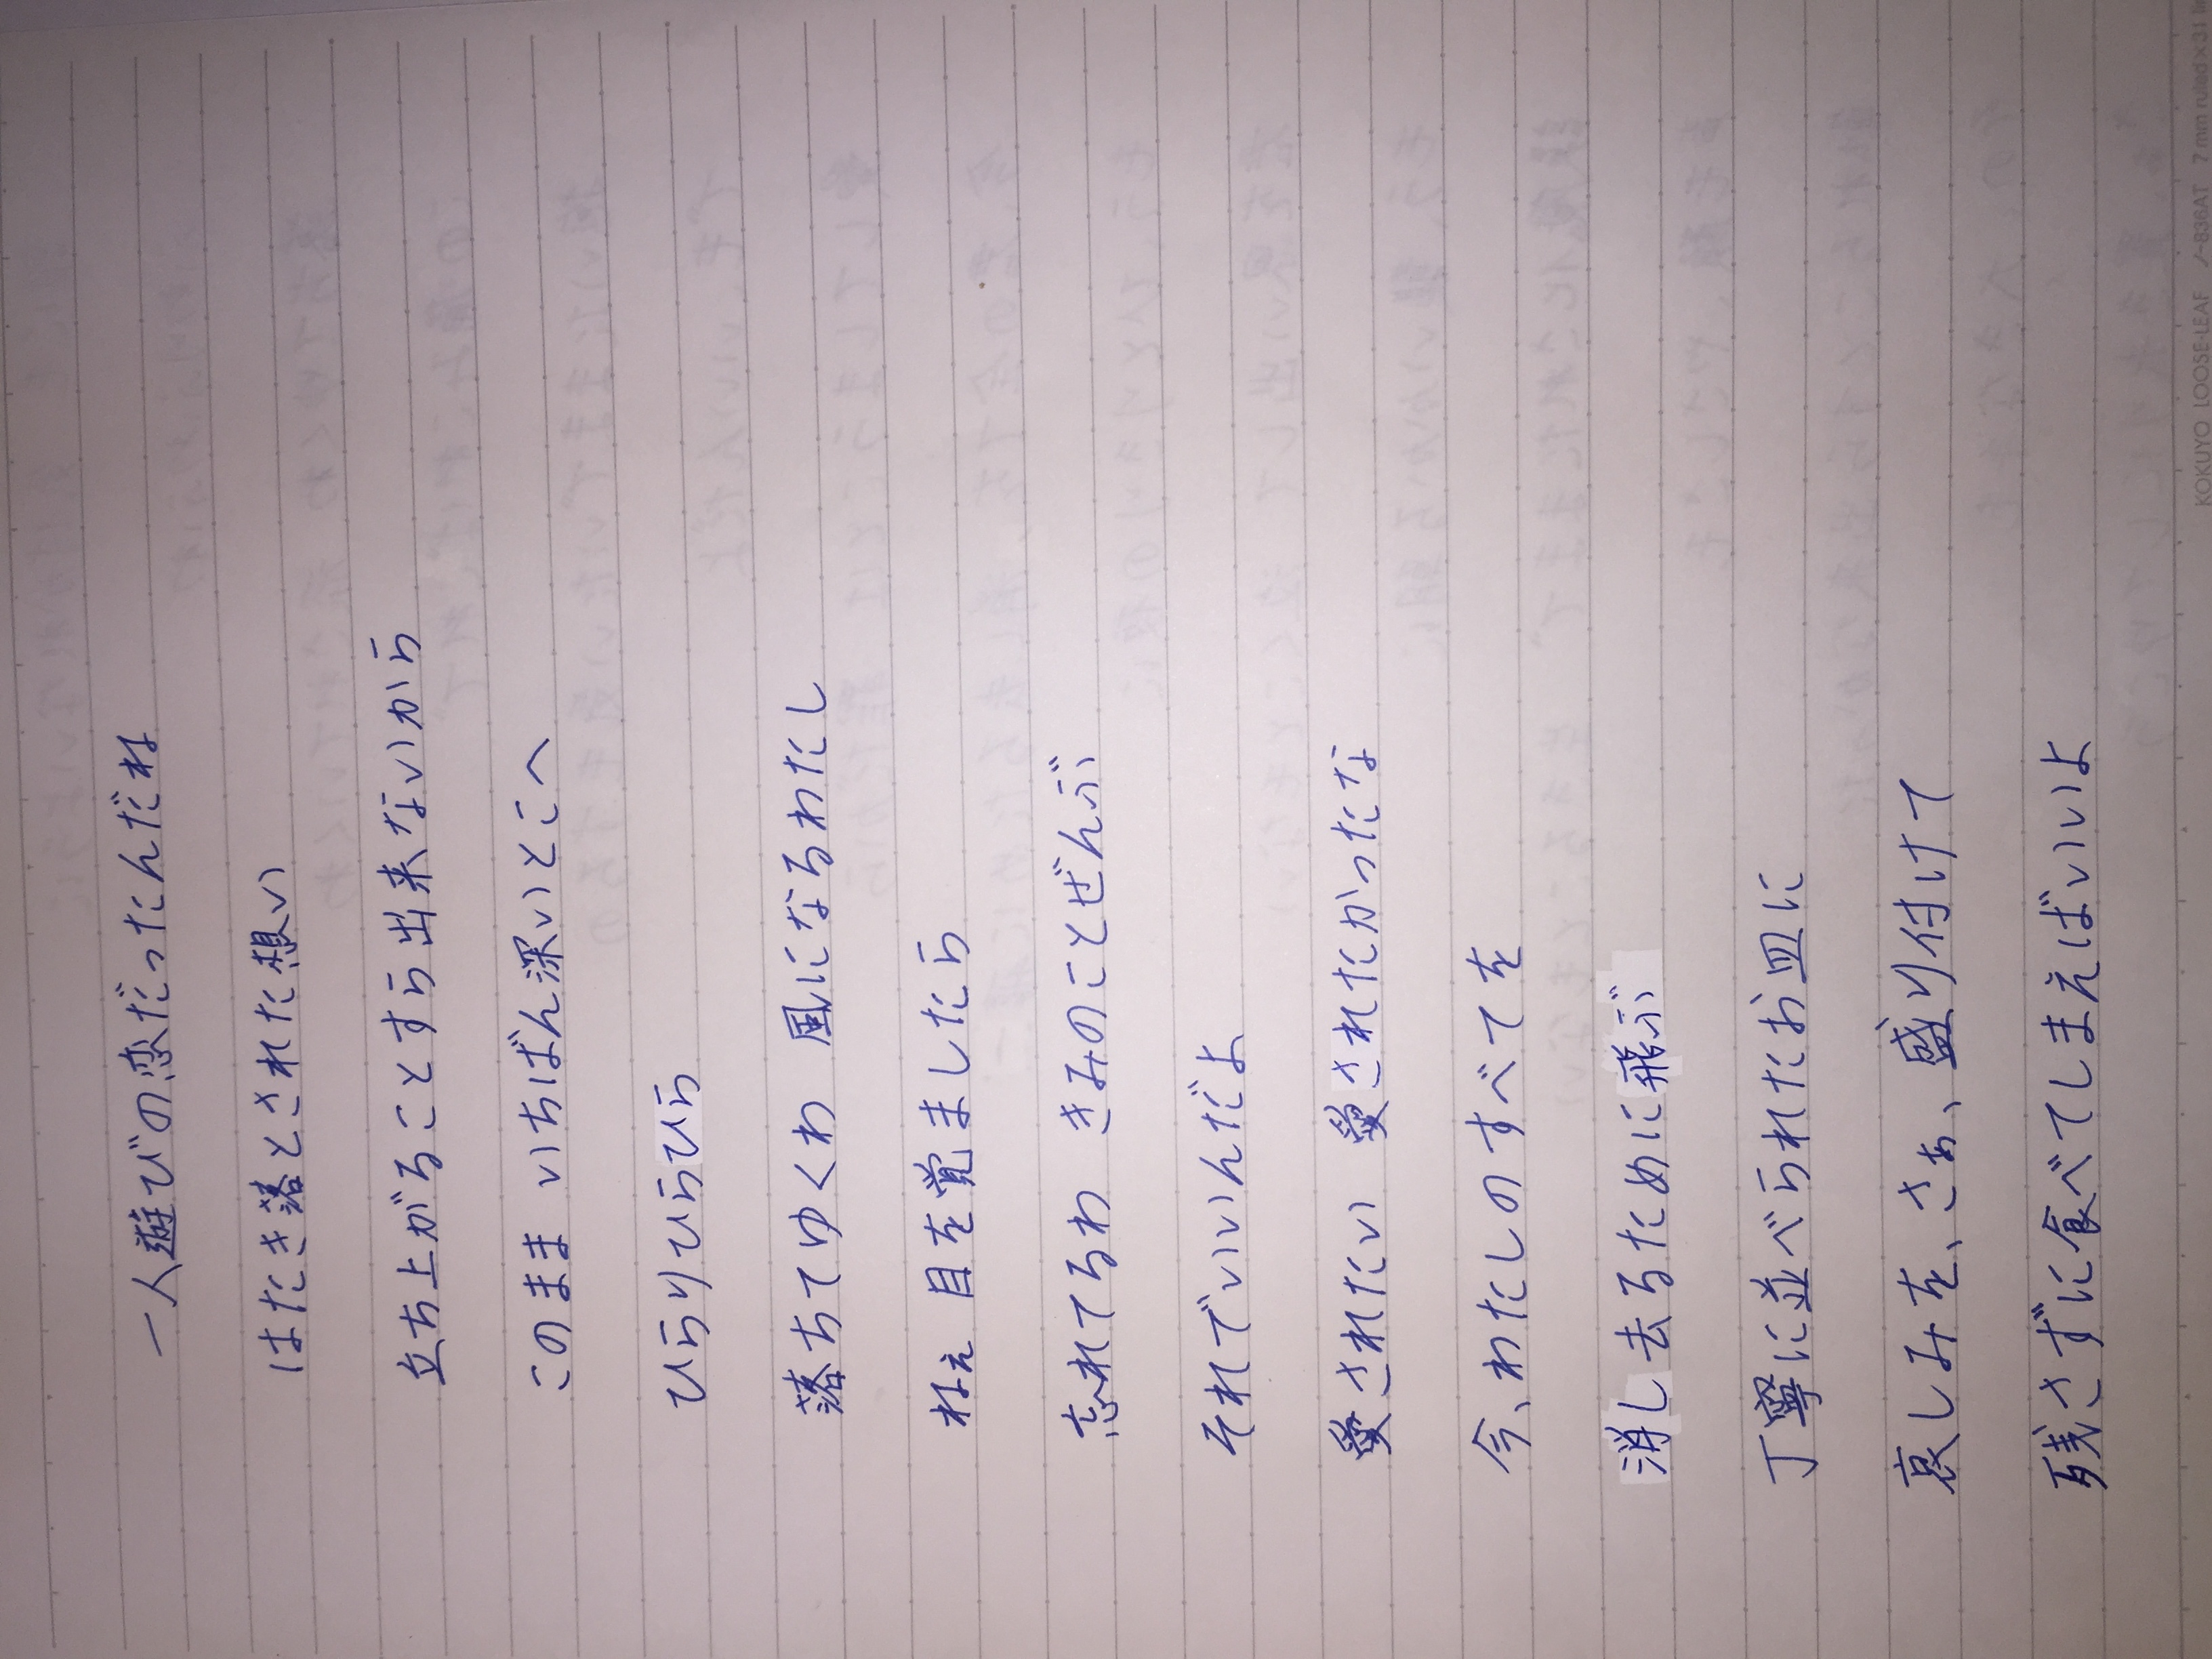 一人遊びの恋だったんだね
はたき落とされた想い
立ち上がることすら出来ないから
このまま いちばん深いとこへ
ひらりひらひら
落ちてゆくわ 風になるわたし
ねぇ 目を覚ましたら
忘れてるわ きみのことぜんぶ
それでいいんだよ
愛されたい 愛されたかったな
今、わたしのすべてを
消し去るために飛ぶ
丁寧に並べられたお皿に
哀しみを、さぁ、盛り付けて
残さずに食べてしまえばいいよ
KOKUYO LOOSE-LEAF ノ-836AT 7mm ruled×31